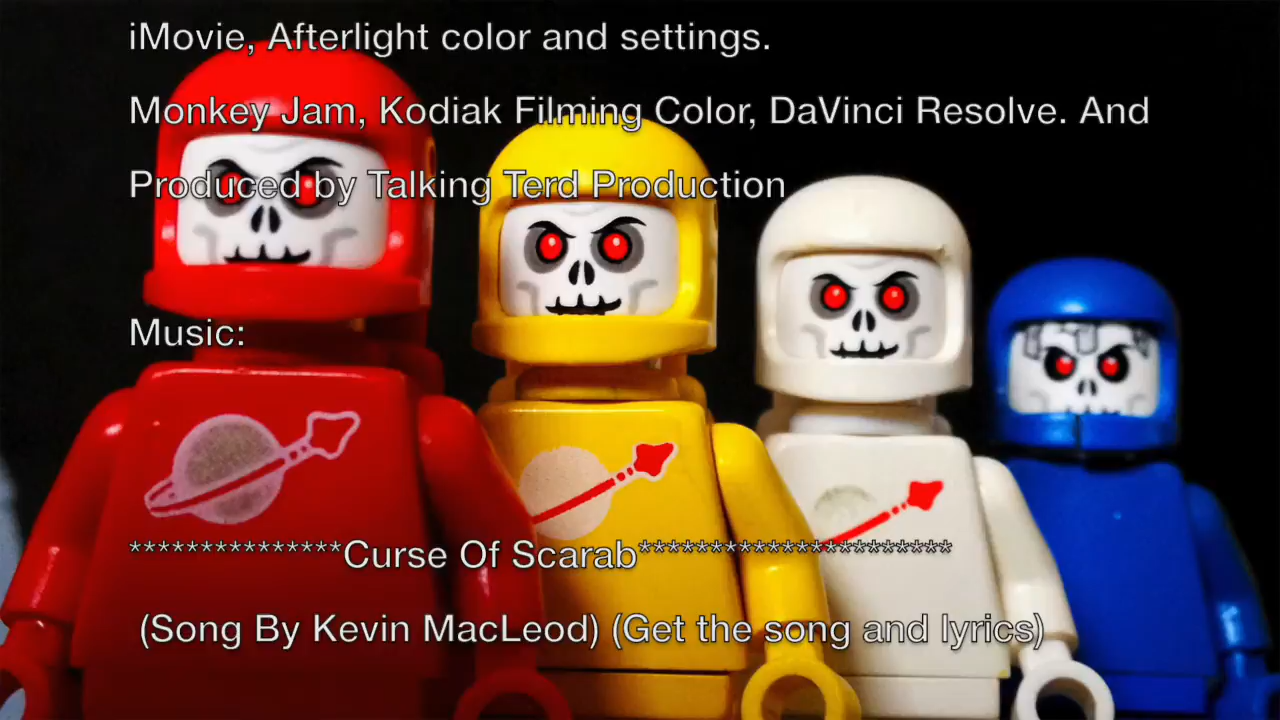 iMovie, Afterlight color and settings.
Monkey Jam, Kodiak Filming Color, DaVinci Resolve. And
Produced by Talking Terd Production
Music:
***************Curse Of Scarab**********************
(Song By Kevin MacLeod) (Get the song and lyrics)